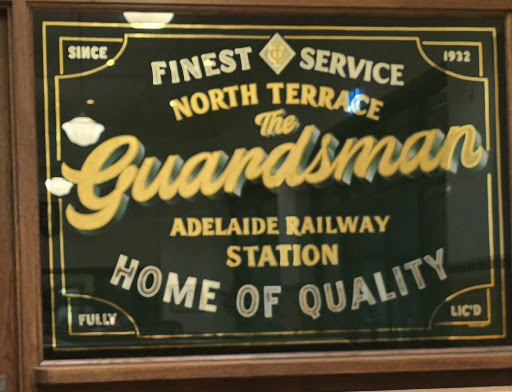 SINCE
1932
FINEST SERVICE
NORTH TERRACE
The
Guardsman
ADELAIDE RAILWAY
STATION
HOME OF QUALITY
FULLY
LIC'D